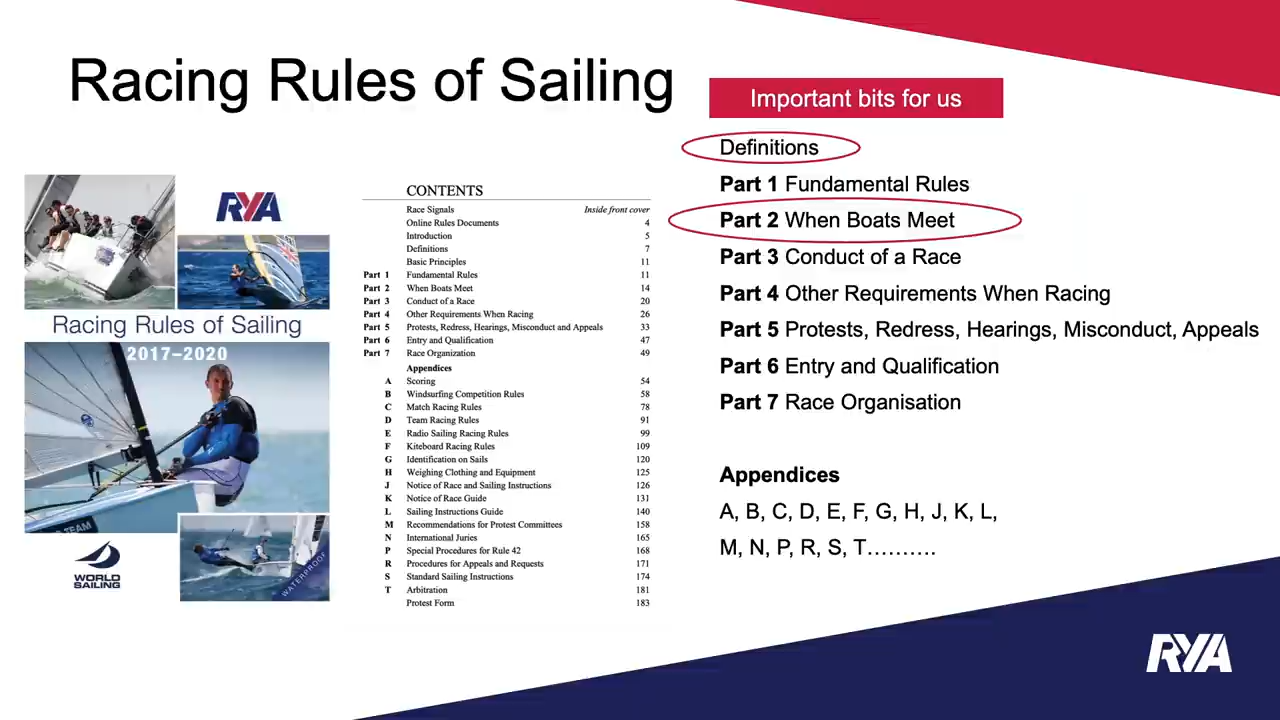 Racing Rules of Sailing
Important bits for us
Definitions
Part 1 Fundamental Rules
Part 2 When Boats Meet
Part 3 Conduct of a Race
Part 4 Other Requirements When Racing
Part 5 Protests, Redress, Hearings, Misconduct, Appeals
Part 6 Entry and Qualification
Part 7 Race Organisation
Appendices
A, B, C, D, E, F, G, H, J, K, L,
M, N, P, R, S, T……….
RYA
Racing Rules of Sailing
2017–2020
TEAM
WORLD
SAILING
WATERPROOF
CONTENTS
Race Signals Inside front cover
Online Rules Documents 4
Introduction 5
Definitions 7
Basic Principles 11
Part 1 Fundamental Rules 11
Part 2 When Boats Meet 14
Part 3 Conduct of a Race 20
Part 4 Other Requirements When Racing 26
Part 5 Protests, Redress, Hearings, Misconduct and Appeals 33
Part 6 Entry and Qualification 47
Part 7 Race Organization 49
Appendices
A Scoring 54
B Windsurfing Competition Rules 58
C Match Racing Rules 78
D Team Racing Rules 91
E Radio Sailing Racing Rules 99
F Kiteboard Racing Rules 109
G Identification on Sails 120
H Weighing Clothing and Equipment 125
J Notice of Race and Sailing Instructions 126
K Notice of Race Guide 131
L Sailing Instructions Guide 140
M Recommendations for Protest Committees 158
N International Juries 165
P Special Procedures for Rule 42 168
R Procedures for Appeals and Requests 171
S Standard Sailing Instructions 174
T Arbitration 181
Protest Form 183
RYA